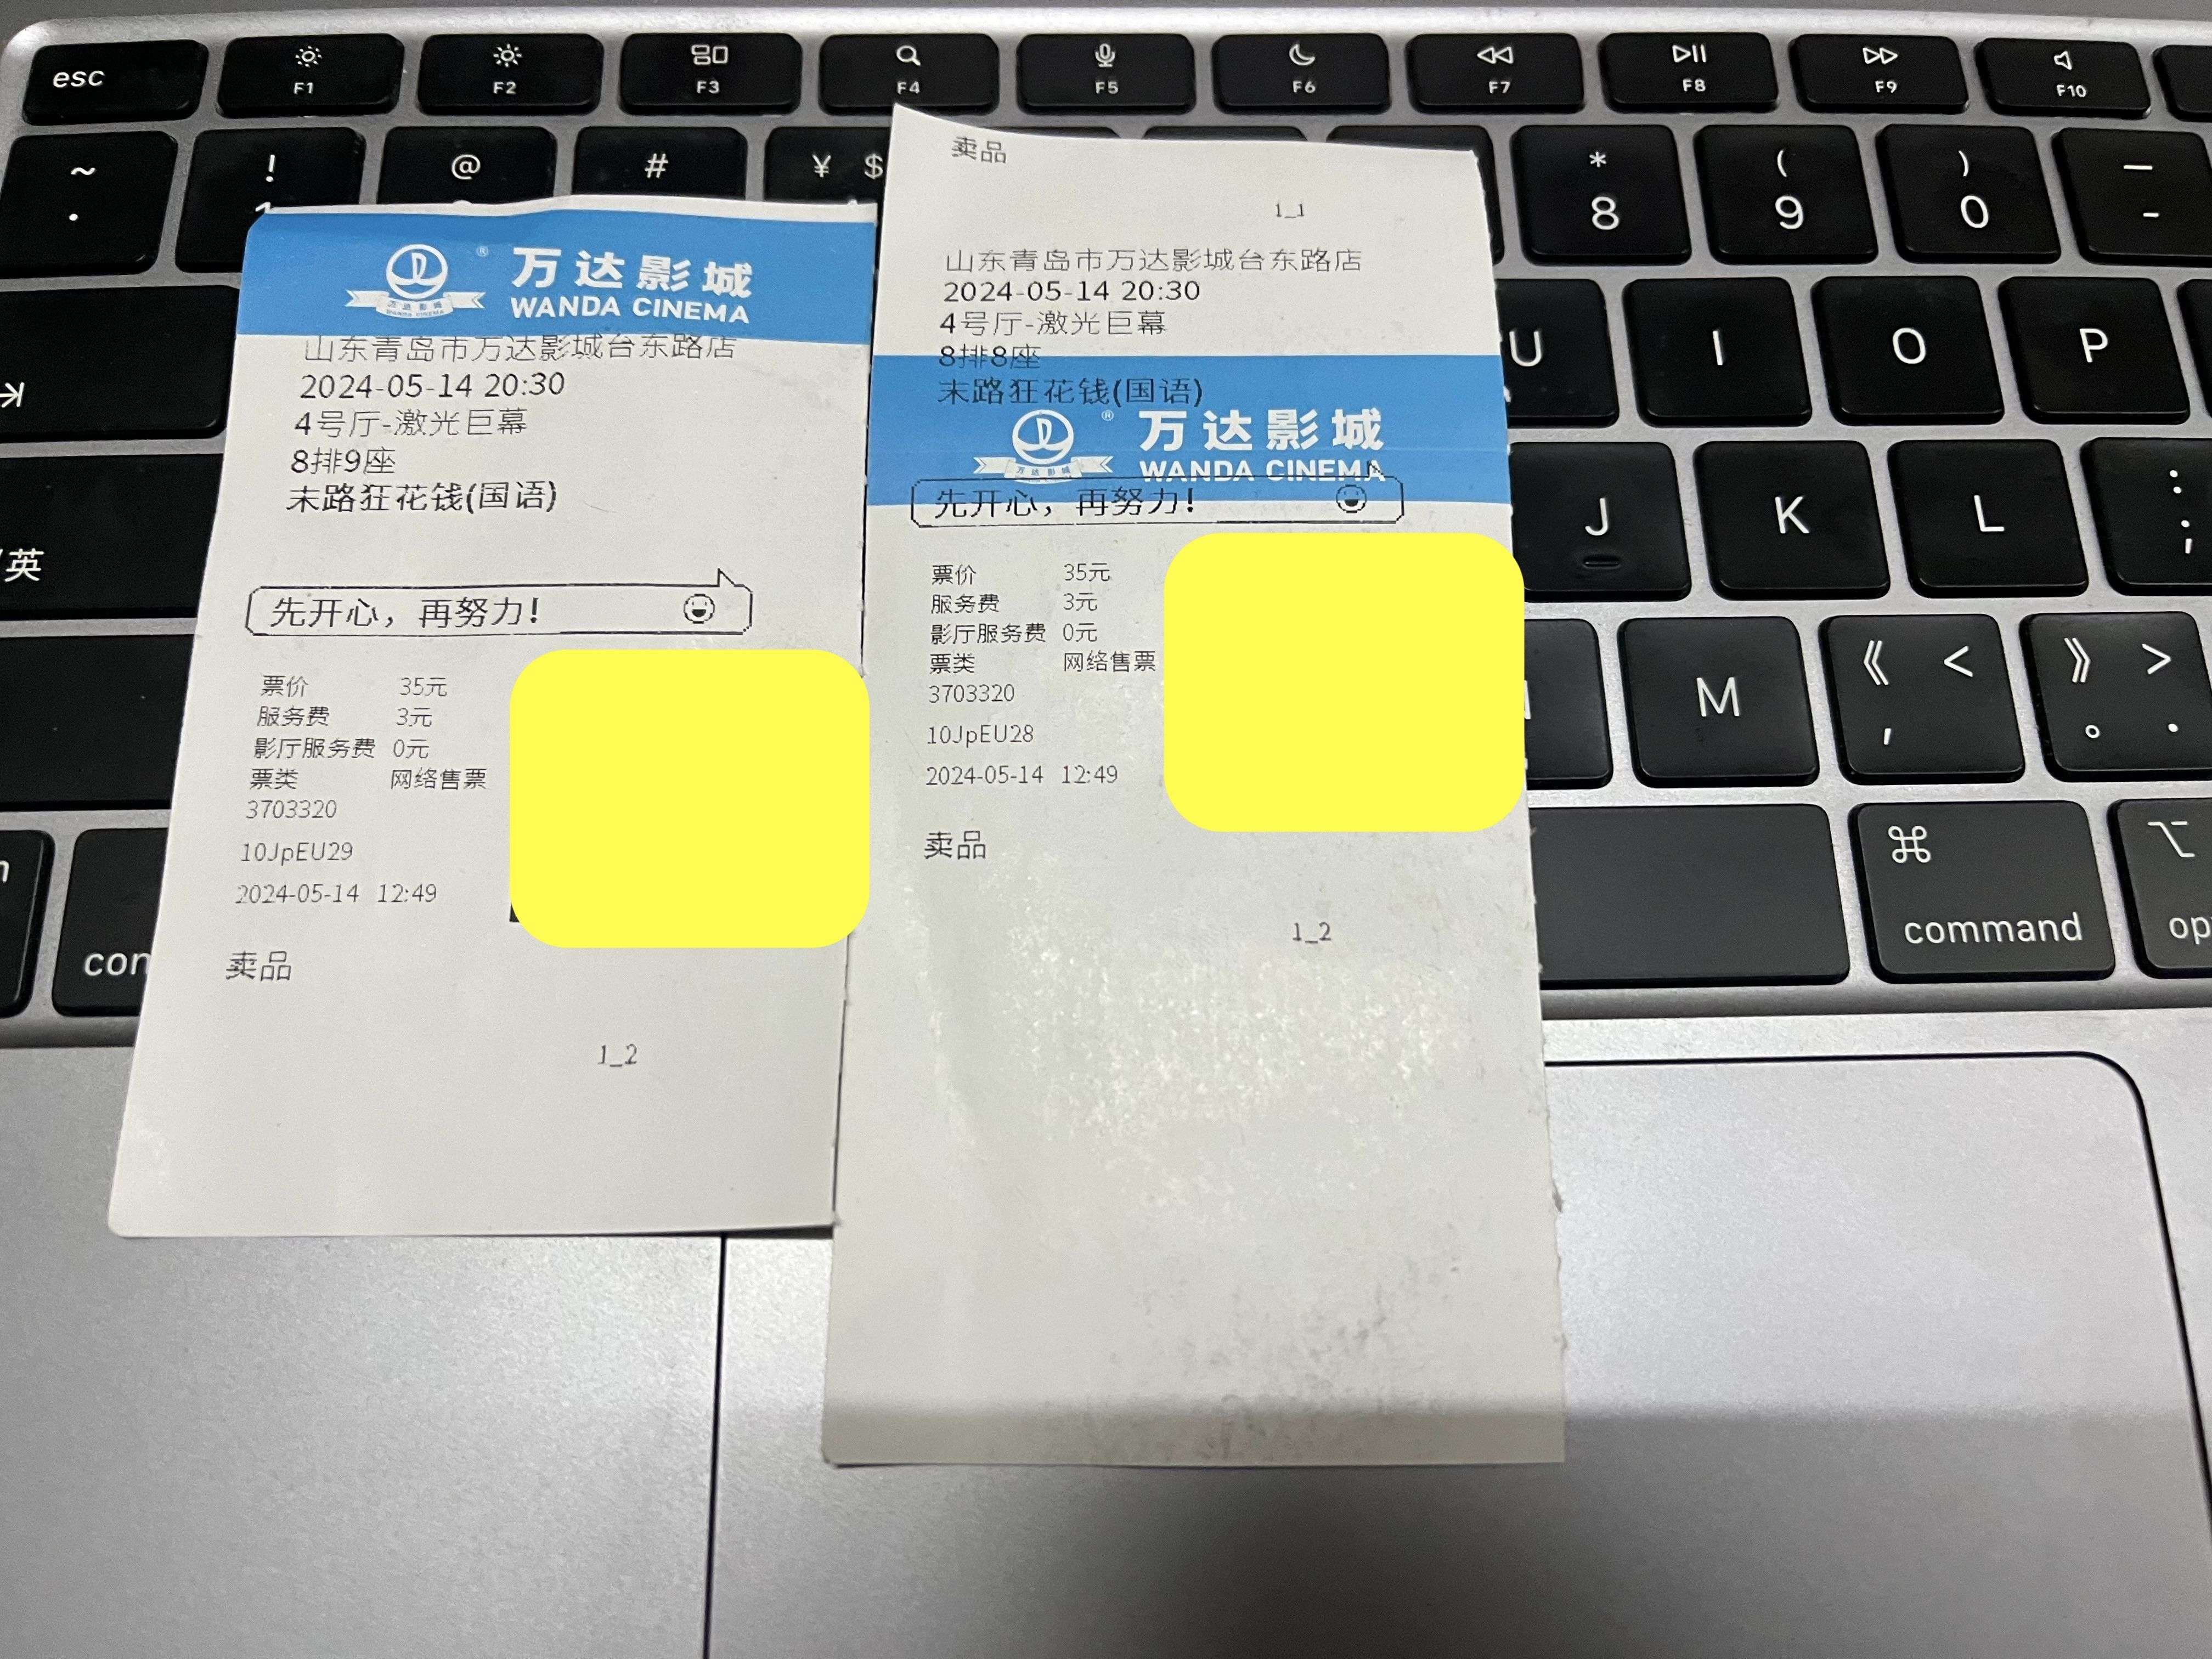 esc
F1
F2
F3
F4
F5
F6
F7
F8
F9
F10
~
·
!
@
#
¥ $
*
8
(
9
)
0
—
-
U
I
O
P
J
K
L
:
;
英
M
《 <
,
》 >
。 .
⌘
command
万达影城
WANDA CINEMA
山东青岛市万达影城台东路店
2024-05-14 20:30
4号厅-激光巨幕
8排9座
末路狂花钱(国语)
先开心，再努力!
票价 35元
服务费 3元
影厅服务费 0元
票类 网络售票
3703320
10JpEU29
2024-05-14 12:49
卖品
1_2
卖品
1_1
山东青岛市万达影城台东路店
2024-05-14 20:30
4号厅-激光巨幕
8排8座
末路狂花钱(国语)
万达影城
WANDA CINEMA
先开心，再努力!
票价 35元
服务费 3元
影厅服务费 0元
票类 网络售票
3703320
10JpEU28
2024-05-14 12:49
卖品
1_2